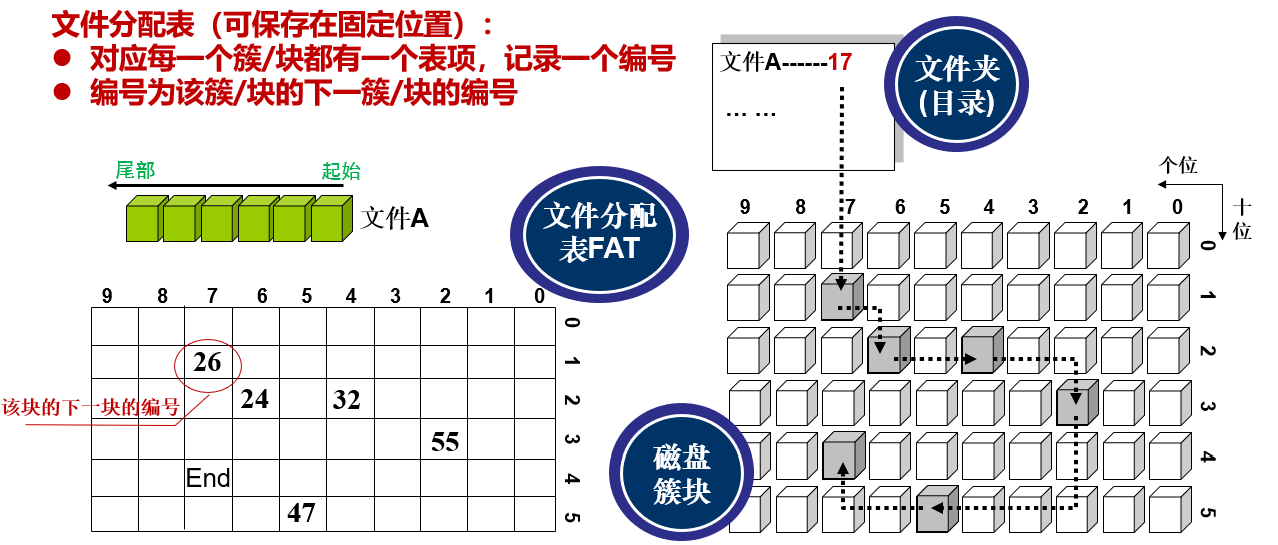 文件分配表（可保存在固定位置）：
● 对应每一个簇/块都有一个表项，记录一个编号
● 编号为该簇/块的下一簇/块的编号
文件A------17
... ...
文件夹
(目录)
尾部
起始
文件A
文件分配
表FAT
个位
十位
9 8 7 6 5 4 3 2 1 0
0
1
2
3
4
5
9 8 7 6 5 4 3 2 1 0
0
26
1
该块的下一块的编号
24 32
2
55
3
End
4
47
5
磁盘
簇块